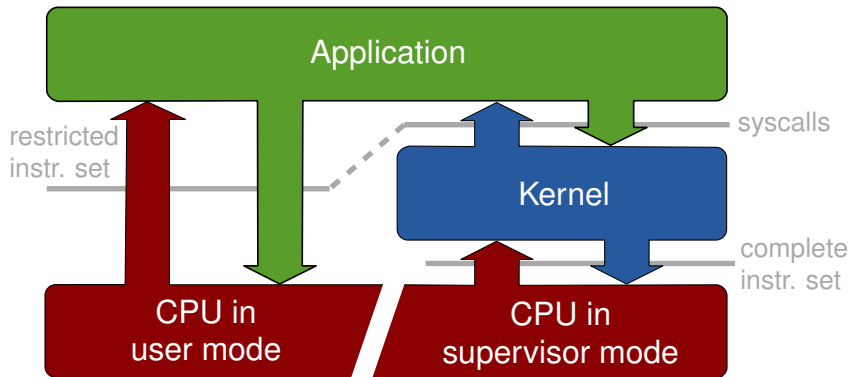 Application
restricted
instr. set
syscalls
Kernel
complete
instr. set
CPU in
user mode
CPU in
supervisor mode